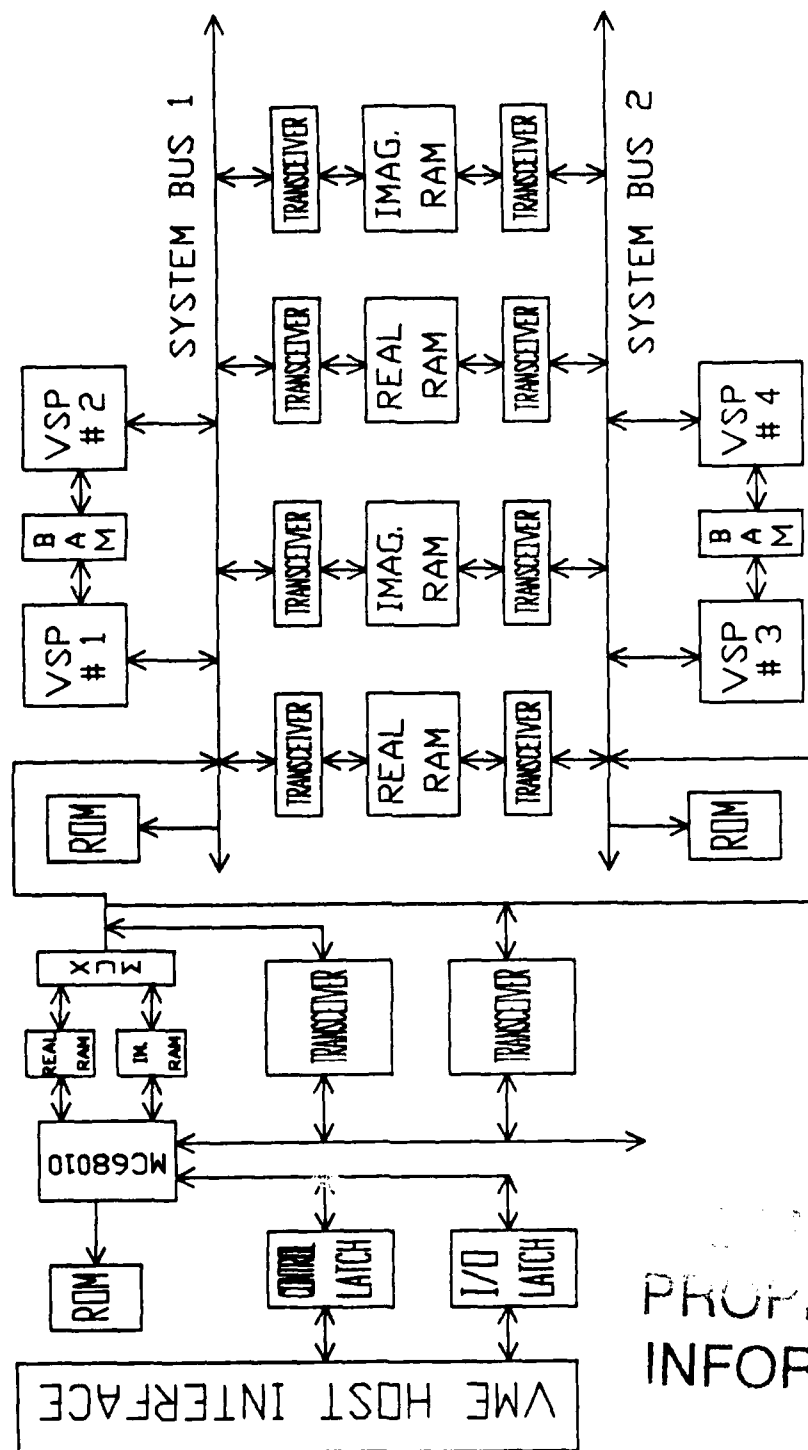 VME HOST INTERFACE
ROM
CONTROL
LATCH
I/O
LATCH
MC68010
REAL
RAM
IM.
RAM
MUX
TRANSCEIVER
TRANSCEIVER
ROM
ROM
VSP
#1
B
A
M
VSP
#2
SYSTEM BUS 1
TRANSCEIVER
TRANSCEIVER
TRANSCEIVER
TRANSCEIVER
REAL
RAM
IMAG.
RAM
REAL
RAM
IMAG.
RAM
TRANSCEIVER
TRANSCEIVER
TRANSCEIVER
TRANSCEIVER
SYSTEM BUS 2
VSP
#3
B
A
M
VSP
#4